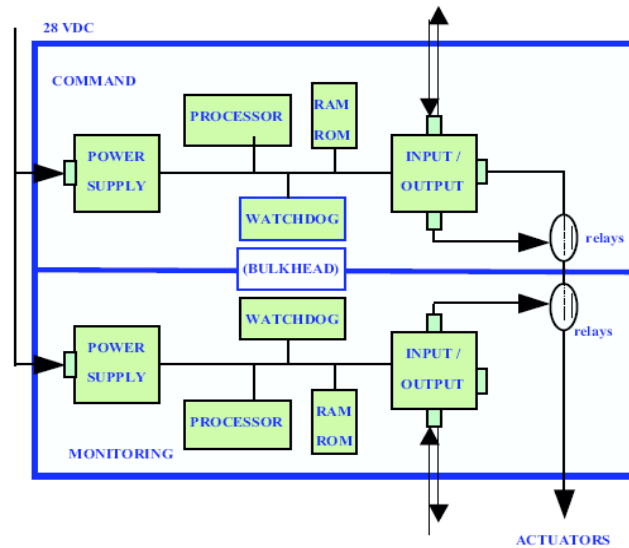 28 VDC
COMMAND
PROCESSOR
RAM
ROM
POWER
SUPPLY
INPUT /
OUTPUT
WATCHDOG
relays
(BULKHEAD)
WATCHDOG
relays
POWER
SUPPLY
INPUT /
OUTPUT
PROCESSOR
RAM
ROM
MONITORING
ACTUATORS